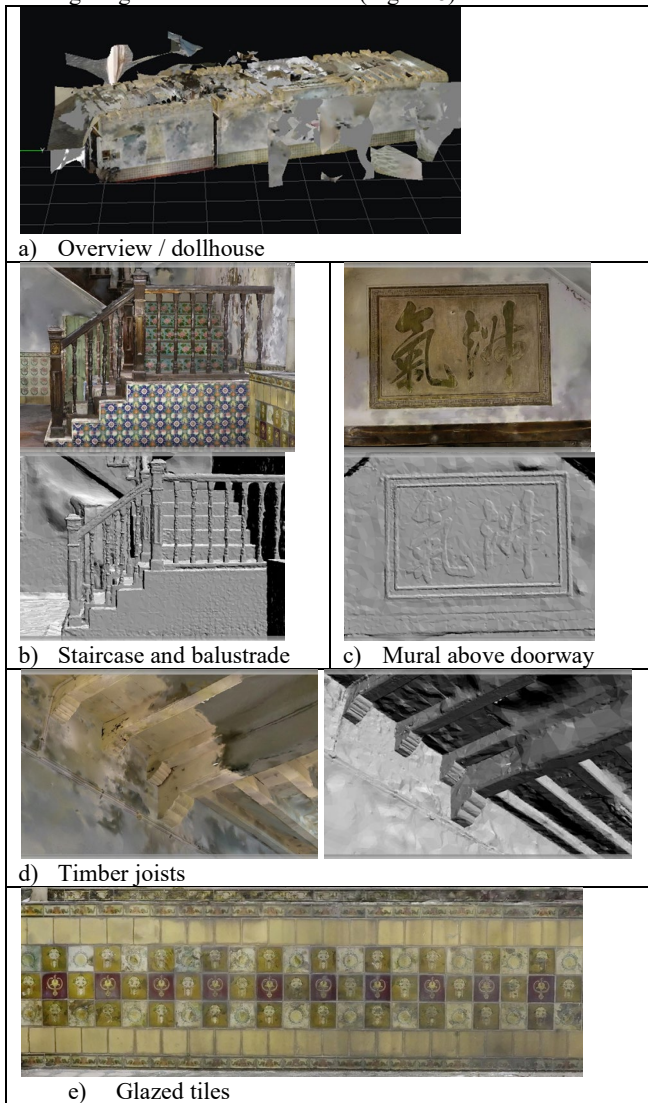 a) Overview / dollhouse
氣
b) Staircase and balustrade
c) Mural above doorway
d) Timber joists
e) Glazed tiles